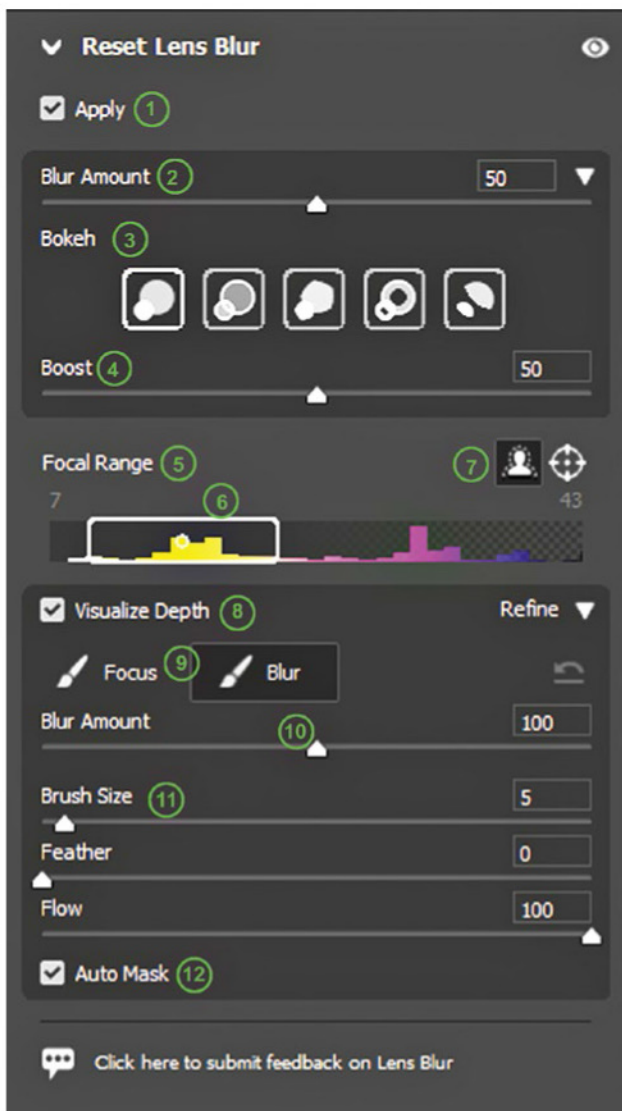 Reset Lens Blur
Apply 1
Blur Amount 2 50
Bokeh 3
Boost 4 50
Focal Range 5 7
7 6 43
Visualize Depth 8 Refine
Focus 9 Blur
Blur Amount 10 100
Brush Size 11 5
Feather 0
Flow 100
Auto Mask 12
Click here to submit feedback on Lens Blur